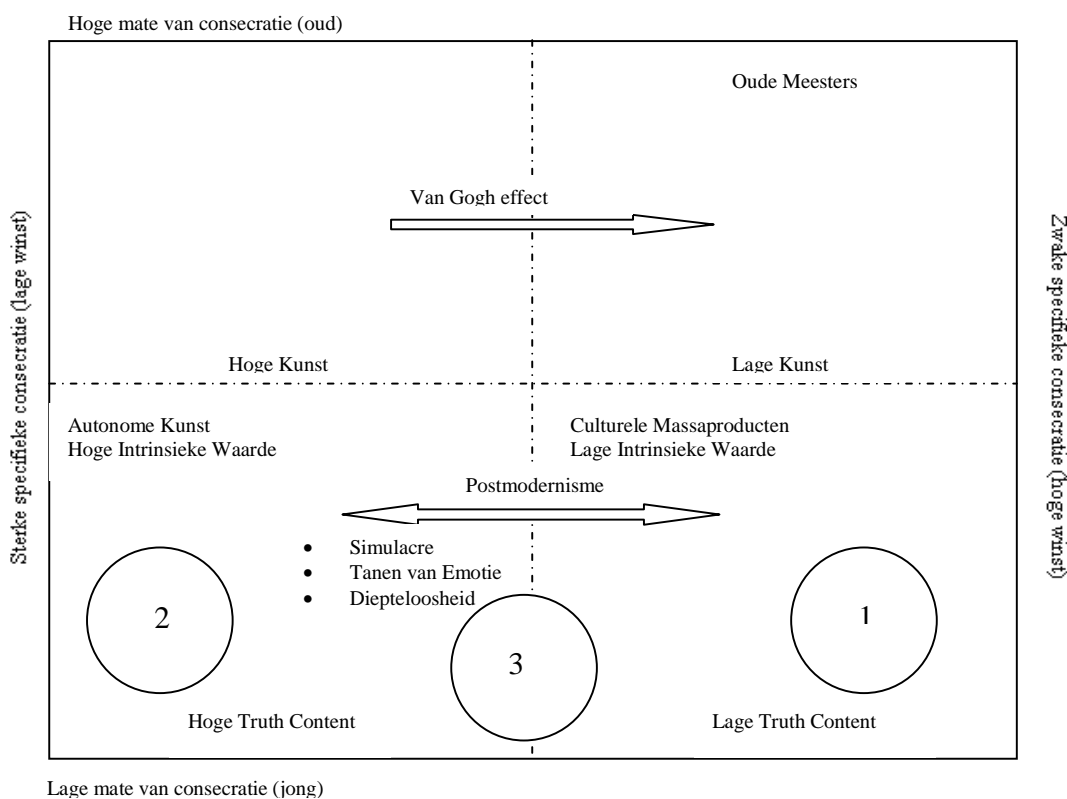 Hoge mate van consecratie (oud)
Oude Meesters
Van Gogh effect
Sterke specifieke consecratie (lage winst)
Zwake specifieke consecratie (hoge winst)
Hoge Kunst
Lage Kunst
Autonome Kunst
Hoge Intrinsieke Waarde
Culturele Massaproducten
Lage Intrinsieke Waarde
Postmodernisme
• Simulacre
• Tanen van Emotie
• Diepteloosheid
2
3
1
Hoge Truth Content
Lage Truth Content
Lage mate van consecratie (jong)